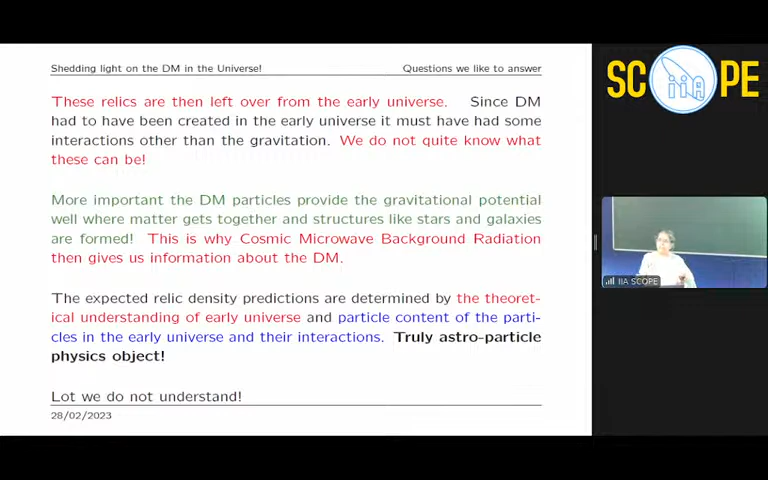 Shedding light on the DM in the Universe! Questions we like to answer
SC iiA PE
These relics are then left over from the early universe. Since DM
had to have been created in the early universe it must have had some
interactions other than the gravitation. We do not quite know what
these can be!
More important the DM particles provide the gravitational potential
well where matter gets together and structures like stars and galaxies
are formed! This is why Cosmic Microwave Background Radiation
then gives us information about the DM.
IIA SCOPE
The expected relic density predictions are determined by the theoret-
ical understanding of early universe and particle content of the parti-
cles in the early universe and their interactions. Truly astro-particle
physics object!
Lot we do not understand!
28/02/2023